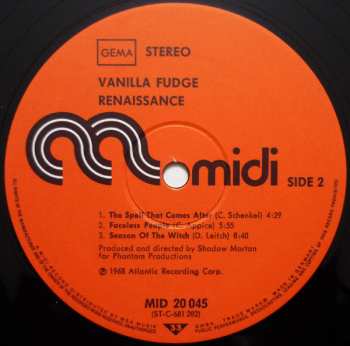 GEMA STEREO
VANILLA FUDGE
RENAISSANCE
midi
SIDE 2
1. The Spell That Comes After (C. Schenkel) 4:29
2. Faceless People (C. Appice) 5:55
3. Season Of The Witch (D. Leitch) 8:40
Produced and directed by Shadow Morton
for Phantom Productions
℗ 1968 Atlantic Recording Corp.
MID 20 045
(ST-C-681 282)
33